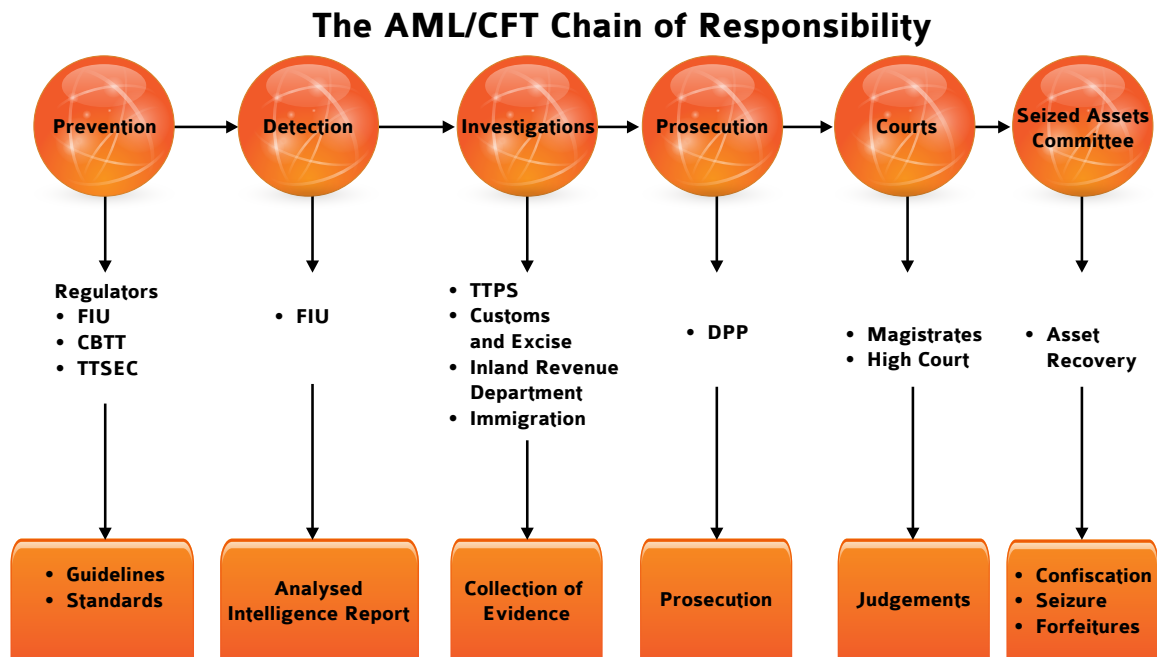 The AML/CFT Chain of Responsibility
Prevention
Detection
Investigations
Prosecution
Courts
Seized Assets
Committee
Regulators
• FIU
• CBTT
• TTSEC
• FIU
• TTPS
• Customs
and Excise
• Inland Revenue
Department
• Immigration
• DPP
• Magistrates
• High Court
• Asset
Recovery
• Guidelines
• Standards
Analysed
Intelligence Report
Collection of
Evidence
Prosecution
Judgements
• Confiscation
• Seizure
• Forfeitures